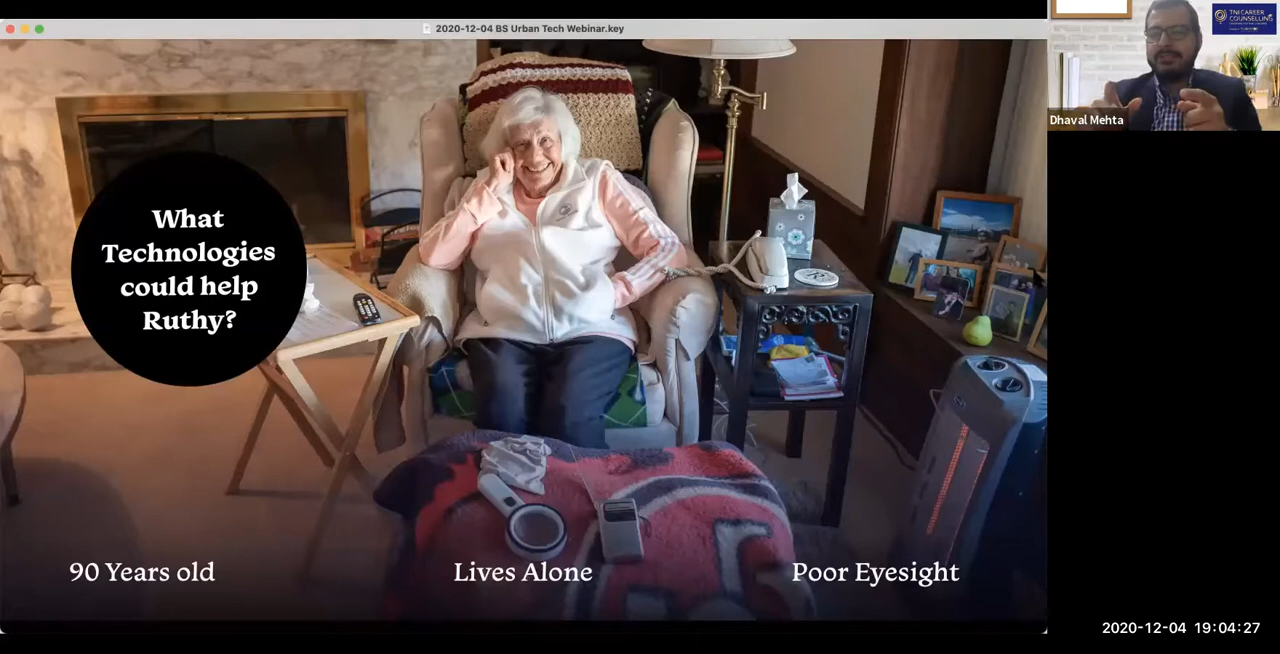 2020-12-04 BS Urban Tech Webinar.key
TNI CAREER
COUNSELLING
Dhaval Mehta
What
Technologies
could help
Ruthy?
R
90 Years old
Lives Alone
Poor Eyesight
2020-12-04 19:04:27